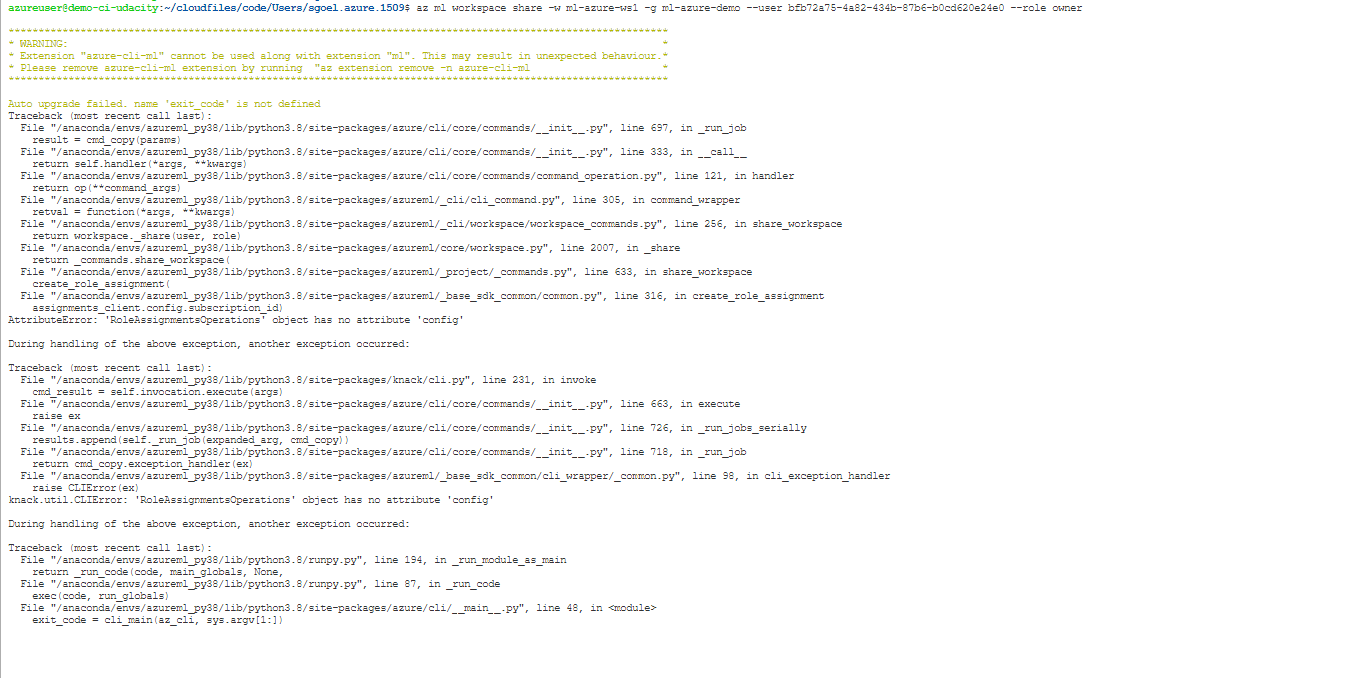 azureuser@demo-ci-udacity:~/cloudfiles/code/Users/sgoel.azure.1509$ az ml workspace share -w ml-azure-ws1 -g ml-azure-demo --user bfb72a75-4a82-434b-87b6-b0cd620e24e0 --role owner
**************************************************************************************************************
* WARNING: *
* Extension "azure-cli-ml" cannot be used along with extension "ml". This may result in unexpected behaviour.*
* Please remove azure-cli-ml extension by running  "az extension remove -n azure-cli-ml *
**************************************************************************************************************
Auto upgrade failed. name 'exit_code' is not defined
Traceback (most recent call last):
  File "/anaconda/envs/azureml_py38/lib/python3.8/site-packages/azure/cli/core/commands/__init__.py", line 697, in _run_job
    result = cmd_copy(params)
  File "/anaconda/envs/azureml_py38/lib/python3.8/site-packages/azure/cli/core/commands/__init__.py", line 333, in __call__
    return self.handler(*args, **kwargs)
  File "/anaconda/envs/azureml_py38/lib/python3.8/site-packages/azure/cli/core/commands/command_operation.py", line 121, in handler
    return op(**command_args)
  File "/anaconda/envs/azureml_py38/lib/python3.8/site-packages/azureml/_cli/cli_command.py", line 305, in command_wrapper
    retval = function(*args, **kwargs)
  File "/anaconda/envs/azureml_py38/lib/python3.8/site-packages/azureml/_cli/workspace/workspace_commands.py", line 256, in share_workspace
    return workspace._share(user, role)
  File "/anaconda/envs/azureml_py38/lib/python3.8/site-packages/azureml/core/workspace.py", line 2007, in _share
    return _commands.share_workspace(
  File "/anaconda/envs/azureml_py38/lib/python3.8/site-packages/azureml/_project/_commands.py", line 633, in share_workspace
    create_role_assignment(
  File "/anaconda/envs/azureml_py38/lib/python3.8/site-packages/azureml/_base_sdk_common/common.py", line 316, in create_role_assignment
    assignments_client.config.subscription_id)
AttributeError: 'RoleAssignmentsOperations' object has no attribute 'config'
During handling of the above exception, another exception occurred:
Traceback (most recent call last):
  File "/anaconda/envs/azureml_py38/lib/python3.8/site-packages/knack/cli.py", line 231, in invoke
    cmd_result = self.invocation.execute(args)
  File "/anaconda/envs/azureml_py38/lib/python3.8/site-packages/azure/cli/core/commands/__init__.py", line 663, in execute
    raise ex
  File "/anaconda/envs/azureml_py38/lib/python3.8/site-packages/azure/cli/core/commands/__init__.py", line 726, in _run_jobs_serially
    results.append(self._run_job(expanded_arg, cmd_copy))
  File "/anaconda/envs/azureml_py38/lib/python3.8/site-packages/azure/cli/core/commands/__init__.py", line 718, in _run_job
    return cmd_copy.exception_handler(ex)
  File "/anaconda/envs/azureml_py38/lib/python3.8/site-packages/azureml/_base_sdk_common/cli_wrapper/_common.py", line 98, in cli_exception_handler
    raise CLIError(ex)
knack.util.CLIError: 'RoleAssignmentsOperations' object has no attribute 'config'
During handling of the above exception, another exception occurred:
Traceback (most recent call last):
  File "/anaconda/envs/azureml_py38/lib/python3.8/runpy.py", line 194, in _run_module_as_main
    return _run_code(code, main_globals, None,
  File "/anaconda/envs/azureml_py38/lib/python3.8/runpy.py", line 87, in _run_code
    exec(code, run_globals)
  File "/anaconda/envs/azureml_py38/lib/python3.8/site-packages/azure/cli/__main__.py", line 48, in <module>
    exit_code = cli_main(az_cli, sys.argv[1:])